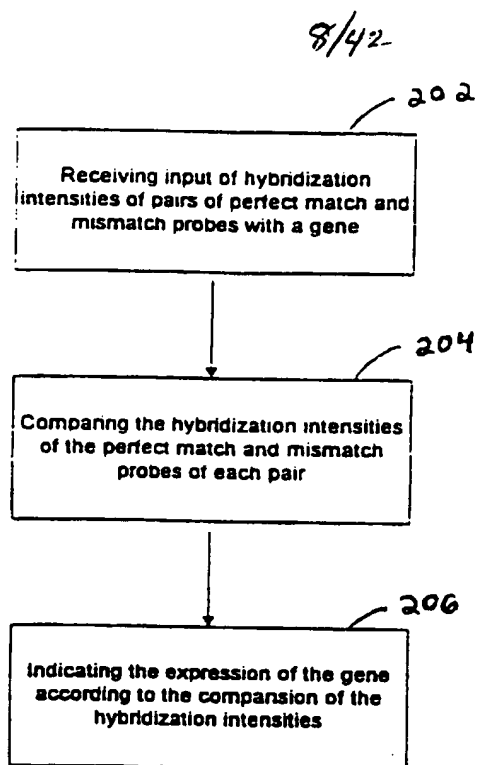 8/42
202
Receiving input of hybridization
intensities of pairs of perfect match and
mismatch probes with a gene
204
Comparing the hybridization intensities
of the perfect match and mismatch
probes of each pair
206
Indicating the expression of the gene
according to the compansion of the
hybridization intensities